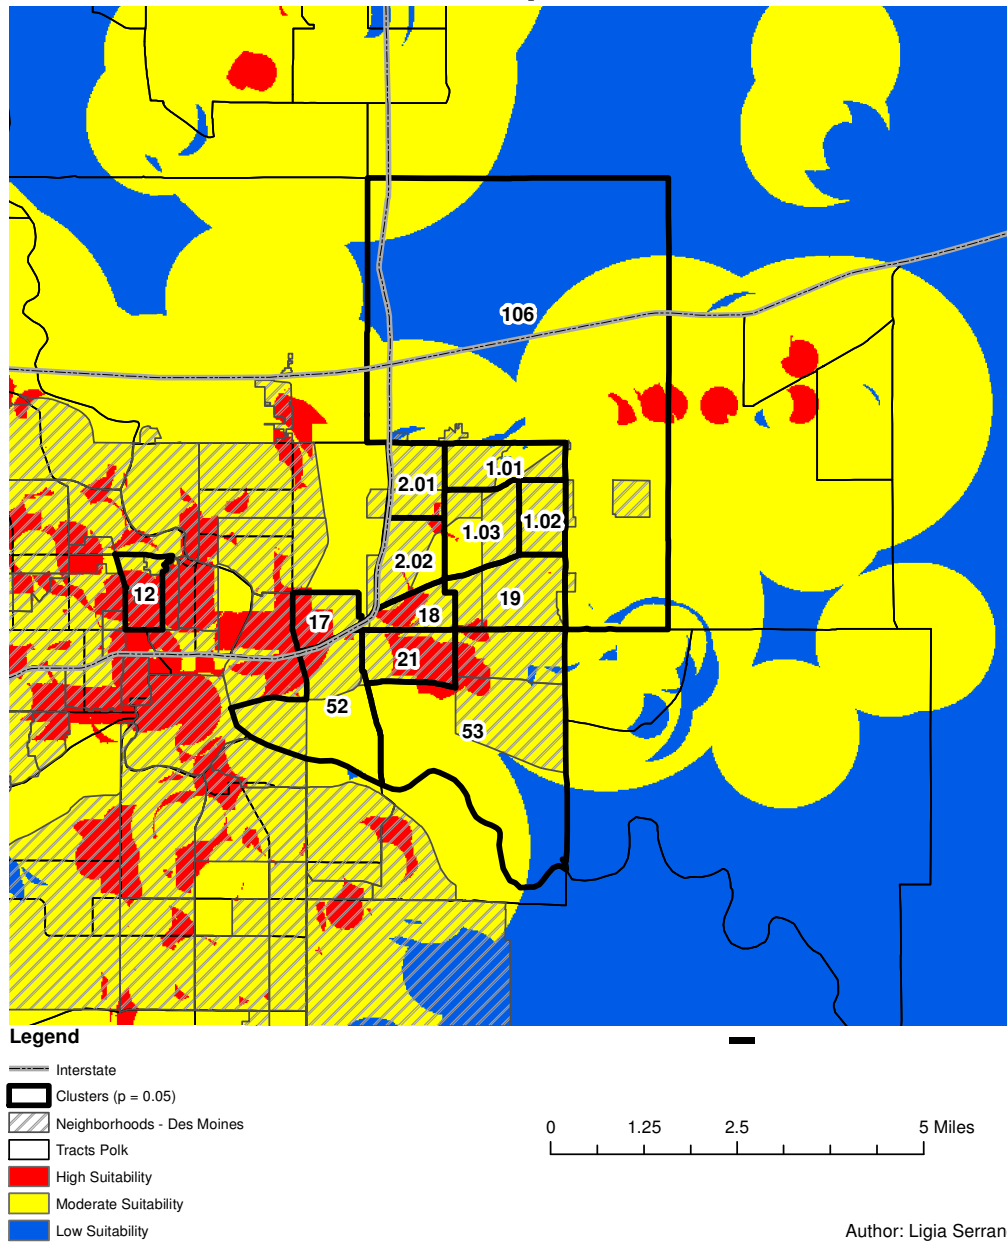 106
1.01
2.01
1.02
1.03
2.02
12
19
18
17
21
52
53
Legend
Interstate
Clusters (p = 0.05)
Neighborhoods - Des Moines
Tracts Polk
High Suitability
Moderate Suitability
Low Suitability
0 1.25 2.5 5 Miles
Author: Ligia Serran